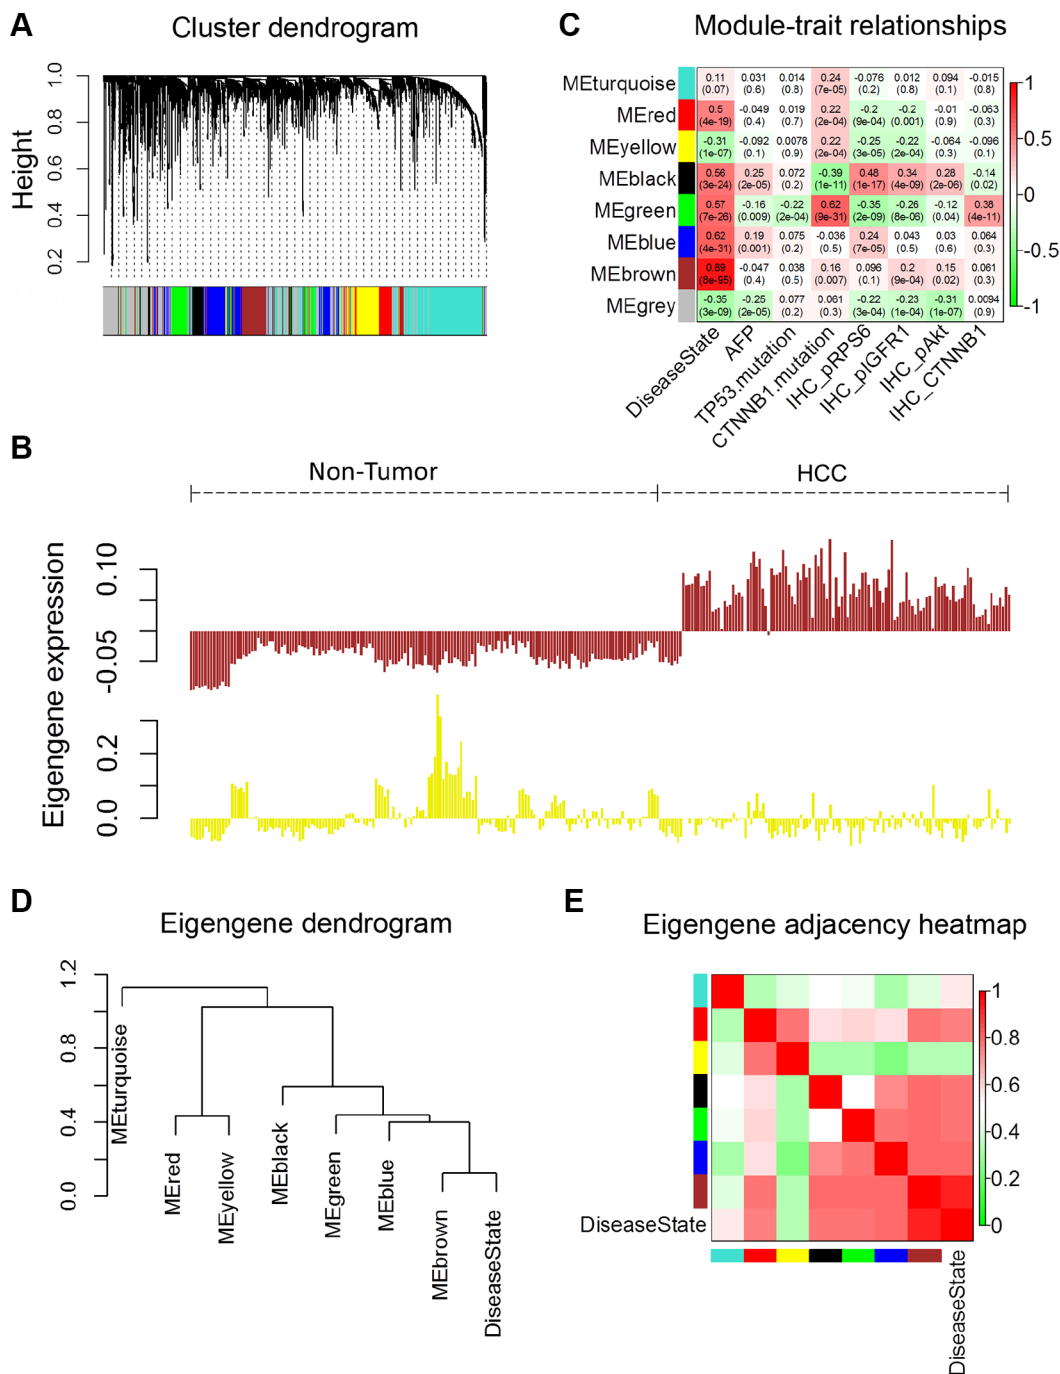 A
Cluster dendrogram
Height
1.0
0.8
0.6
0.4
0.2
C
Module-trait relationships
MEturquoise 0.11 0.031 0.014 0.24 -0.076 0.012 0.094 -0.015
(0.07) (0.6) (0.8) (7e-05) (0.2) (0.8) (0.1) (0.8)
MEred 0.5 -0.049 0.019 0.22 -0.2 -0.2 -0.01 -0.063
(4e-19) (0.4) (0.7) (2e-04) (9e-04) (0.001) (0.9) (0.3)
MEyellow -0.31 -0.092 0.0078 0.22 -0.25 -0.22 -0.064 -0.096
(1e-07) (0.1) (0.9) (2e-04) (3e-05) (2e-04) (0.3) (0.1)
MEblack 0.56 0.25 0.072 -0.39 0.48 0.34 0.28 -0.14
(3e-24) (2e-05) (0.2) (1e-11) (1e-17) (4e-09) (2e-06) (0.02)
MEgreen 0.57 -0.16 -0.22 0.62 -0.35 -0.26 -0.12 0.38
(7e-26) (0.009) (2e-04) (9e-31) (2e-09) (8e-06) (0.04) (4e-11)
MEblue 0.62 0.19 0.075 -0.036 0.24 0.043 0.03 0.064
(4e-31) (0.001) (0.2) (0.5) (7e-05) (0.5) (0.6) (0.3)
MEbrown 0.89 -0.047 0.038 0.16 0.096 0.2 0.15 0.061
(8e-95) (0.4) (0.5) (0.007) (0.1) (9e-04) (0.02) (0.3)
MEgrey -0.35 -0.25 0.077 0.061 -0.22 -0.23 -0.31 0.0094
(3e-09) (2e-05) (0.2) (0.3) (3e-04) (1e-04) (1e-07) (0.9)
DiseaseState
AFP
TP53.mutation
CTNNB1.mutation
IHC_pRPS6
IHC_pIGFR1
IHC_pAkt
IHC_CTNNB1
1
0.5
0
-0.5
-1
B
Non-Tumor
HCC
Eigengene expression
0.10
-0.05
0.2
0.0
D
Eigengene dendrogram
1.2
0.8
0.4
0.0
MEturquoise
MEred
MEyellow
MEblack
MEgreen
MEblue
MEbrown
DiseaseState
E
Eigengene adjacency heatmap
DiseaseState
DiseaseState
1
0.8
0.6
0.4
0.2
0